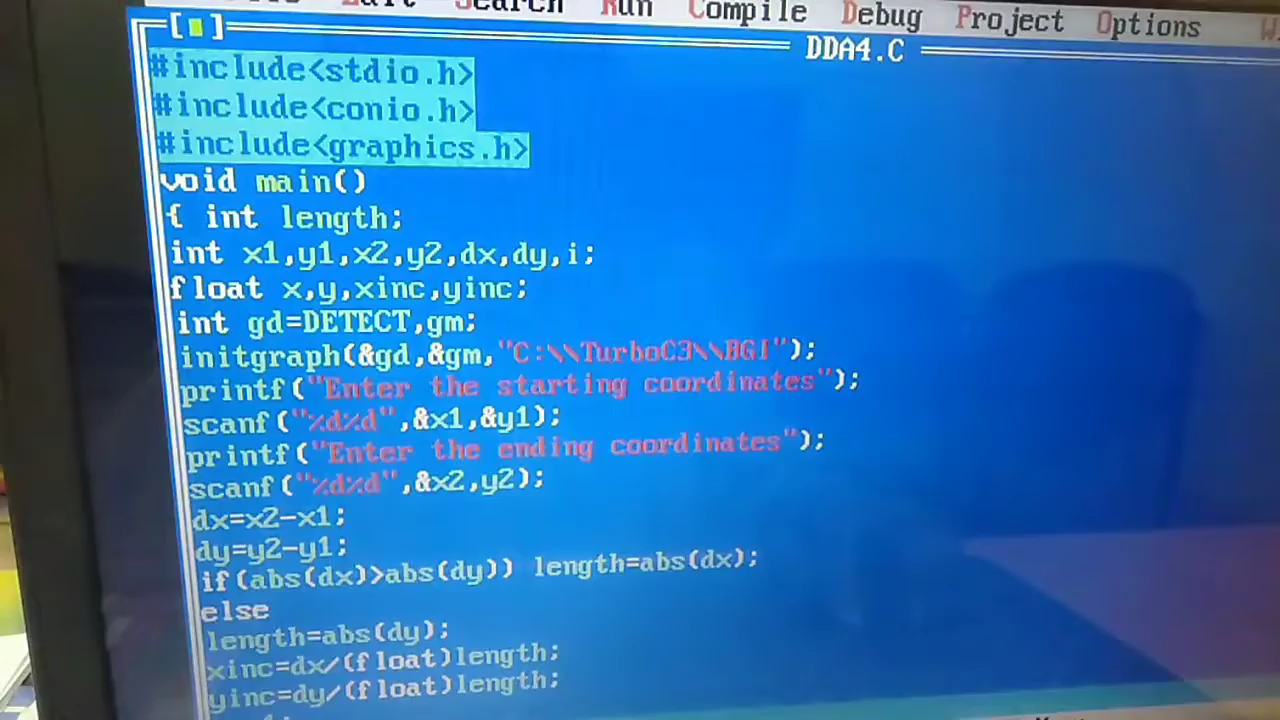 Search Run Compile Debug Project Options
DDA4.C
#include<stdio.h>
#include<conio.h>
#include<graphics.h>
void main()
{ int length;
int x1,y1,x2,y2,dx,dy,i;
float x,y,xinc,yinc;
int gd=DETECT,gm;
initgraph(&gd,&gm,"C:\\TurboC3\\BGI");
printf("Enter the starting coordinates");
scanf("%d%d",&x1,&y1);
printf("Enter the ending coordinates");
scanf("%d%d",&x2,y2);
dx=x2-x1;
dy=y2-y1;
if(abs(dx)>abs(dy)) length=abs(dx);
else
length=abs(dy);
xinc=dx/(float)length;
yinc=dy/(float)length;